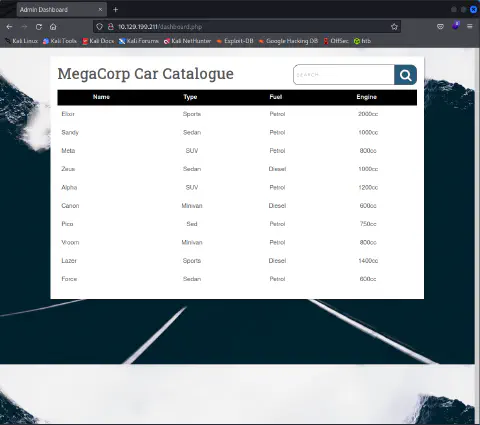 Admin Dashboard
10.129.199.211/dashboard.php
Kali Linux Kali Tools Kali Docs Kali Forums Kali NetHunter Exploit-DB Google Hacking DB OffSec htb
MegaCorp Car Catalogue
SEARCH
Name Type Fuel Engine
Elixir Sports Petrol 2000cc
Sandy Sedan Petrol 1000cc
Meta SUV Petrol 800cc
Zeus Sedan Diesel 1000cc
Alpha SUV Petrol 1200cc
Canon Minivan Diesel 600cc
Pico Sed Petrol 750cc
Vroom Minivan Petrol 800cc
Lazer Sports Diesel 1400cc
Force Sedan Petrol 600cc